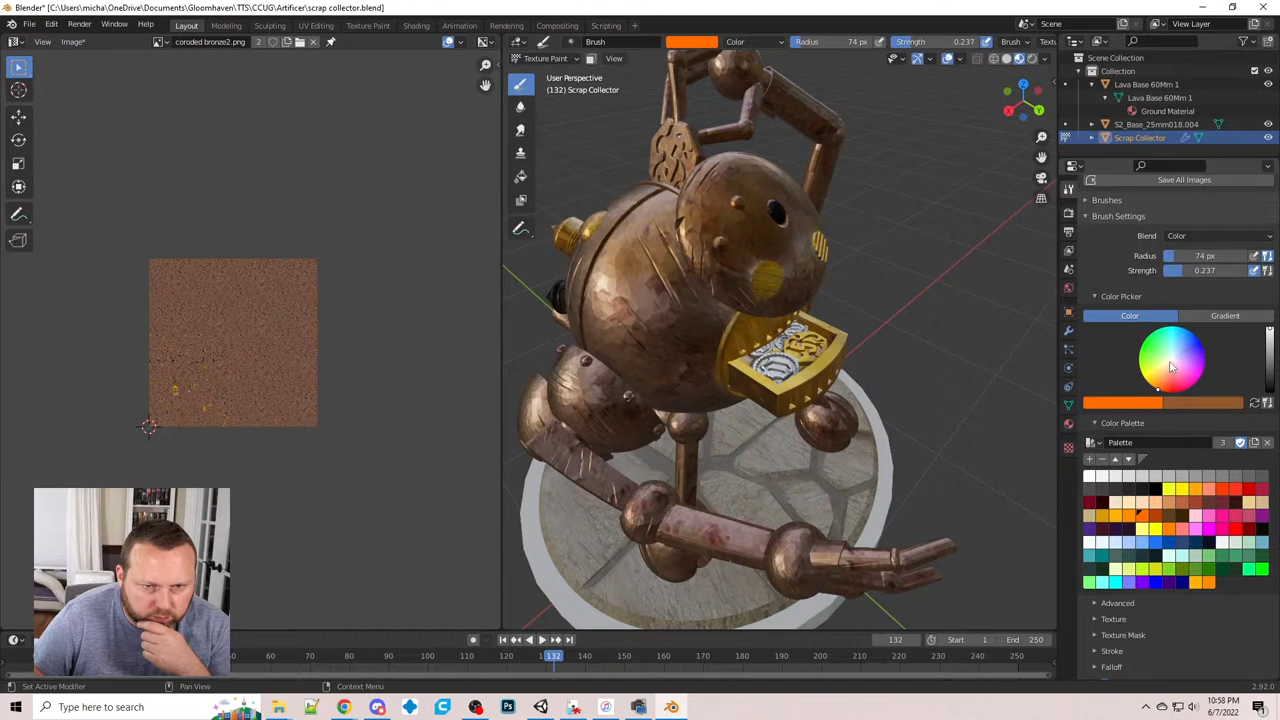 Blender* [C:\Users\micha\OneDrive\Documents\Gloomhaven\TTS\CCUG\Artificer\scrap collector.blend]
File Edit Render Window Help Layout Modeling Sculpting UV Editing Texture Paint Shading Animation Rendering Compositing Scripting + Scene View Layer
View Image* coroded bronze2.png 2 Brush Color Radius 74 px Strength 0.237 Brush
Texture Paint View
User Perspective
(132) Scrap Collector
Scene Collection
Collection
Lava Base 60Mm 1
Lava Base 60Mm 1
Ground Material
S2_Base_25mm018.004
Scrap Collector
Save All Images
Brushes
Brush Settings
Blend Color
Radius 74 px
Strength 0.237
Color Picker
Color Gradient
Color Palette
Palette 3
Advanced
Texture
Texture Mask
Stroke
Falloff
132 Start 1 End 250
50 60 70 80 90 100 110 120 132 140 150 160 170 180 190 200 210 220 230 240 250
Set Active Modifier Pan View Context Menu 2.92.0
Type here to search
10:58 PM
6/7/2022
X
Y
Z